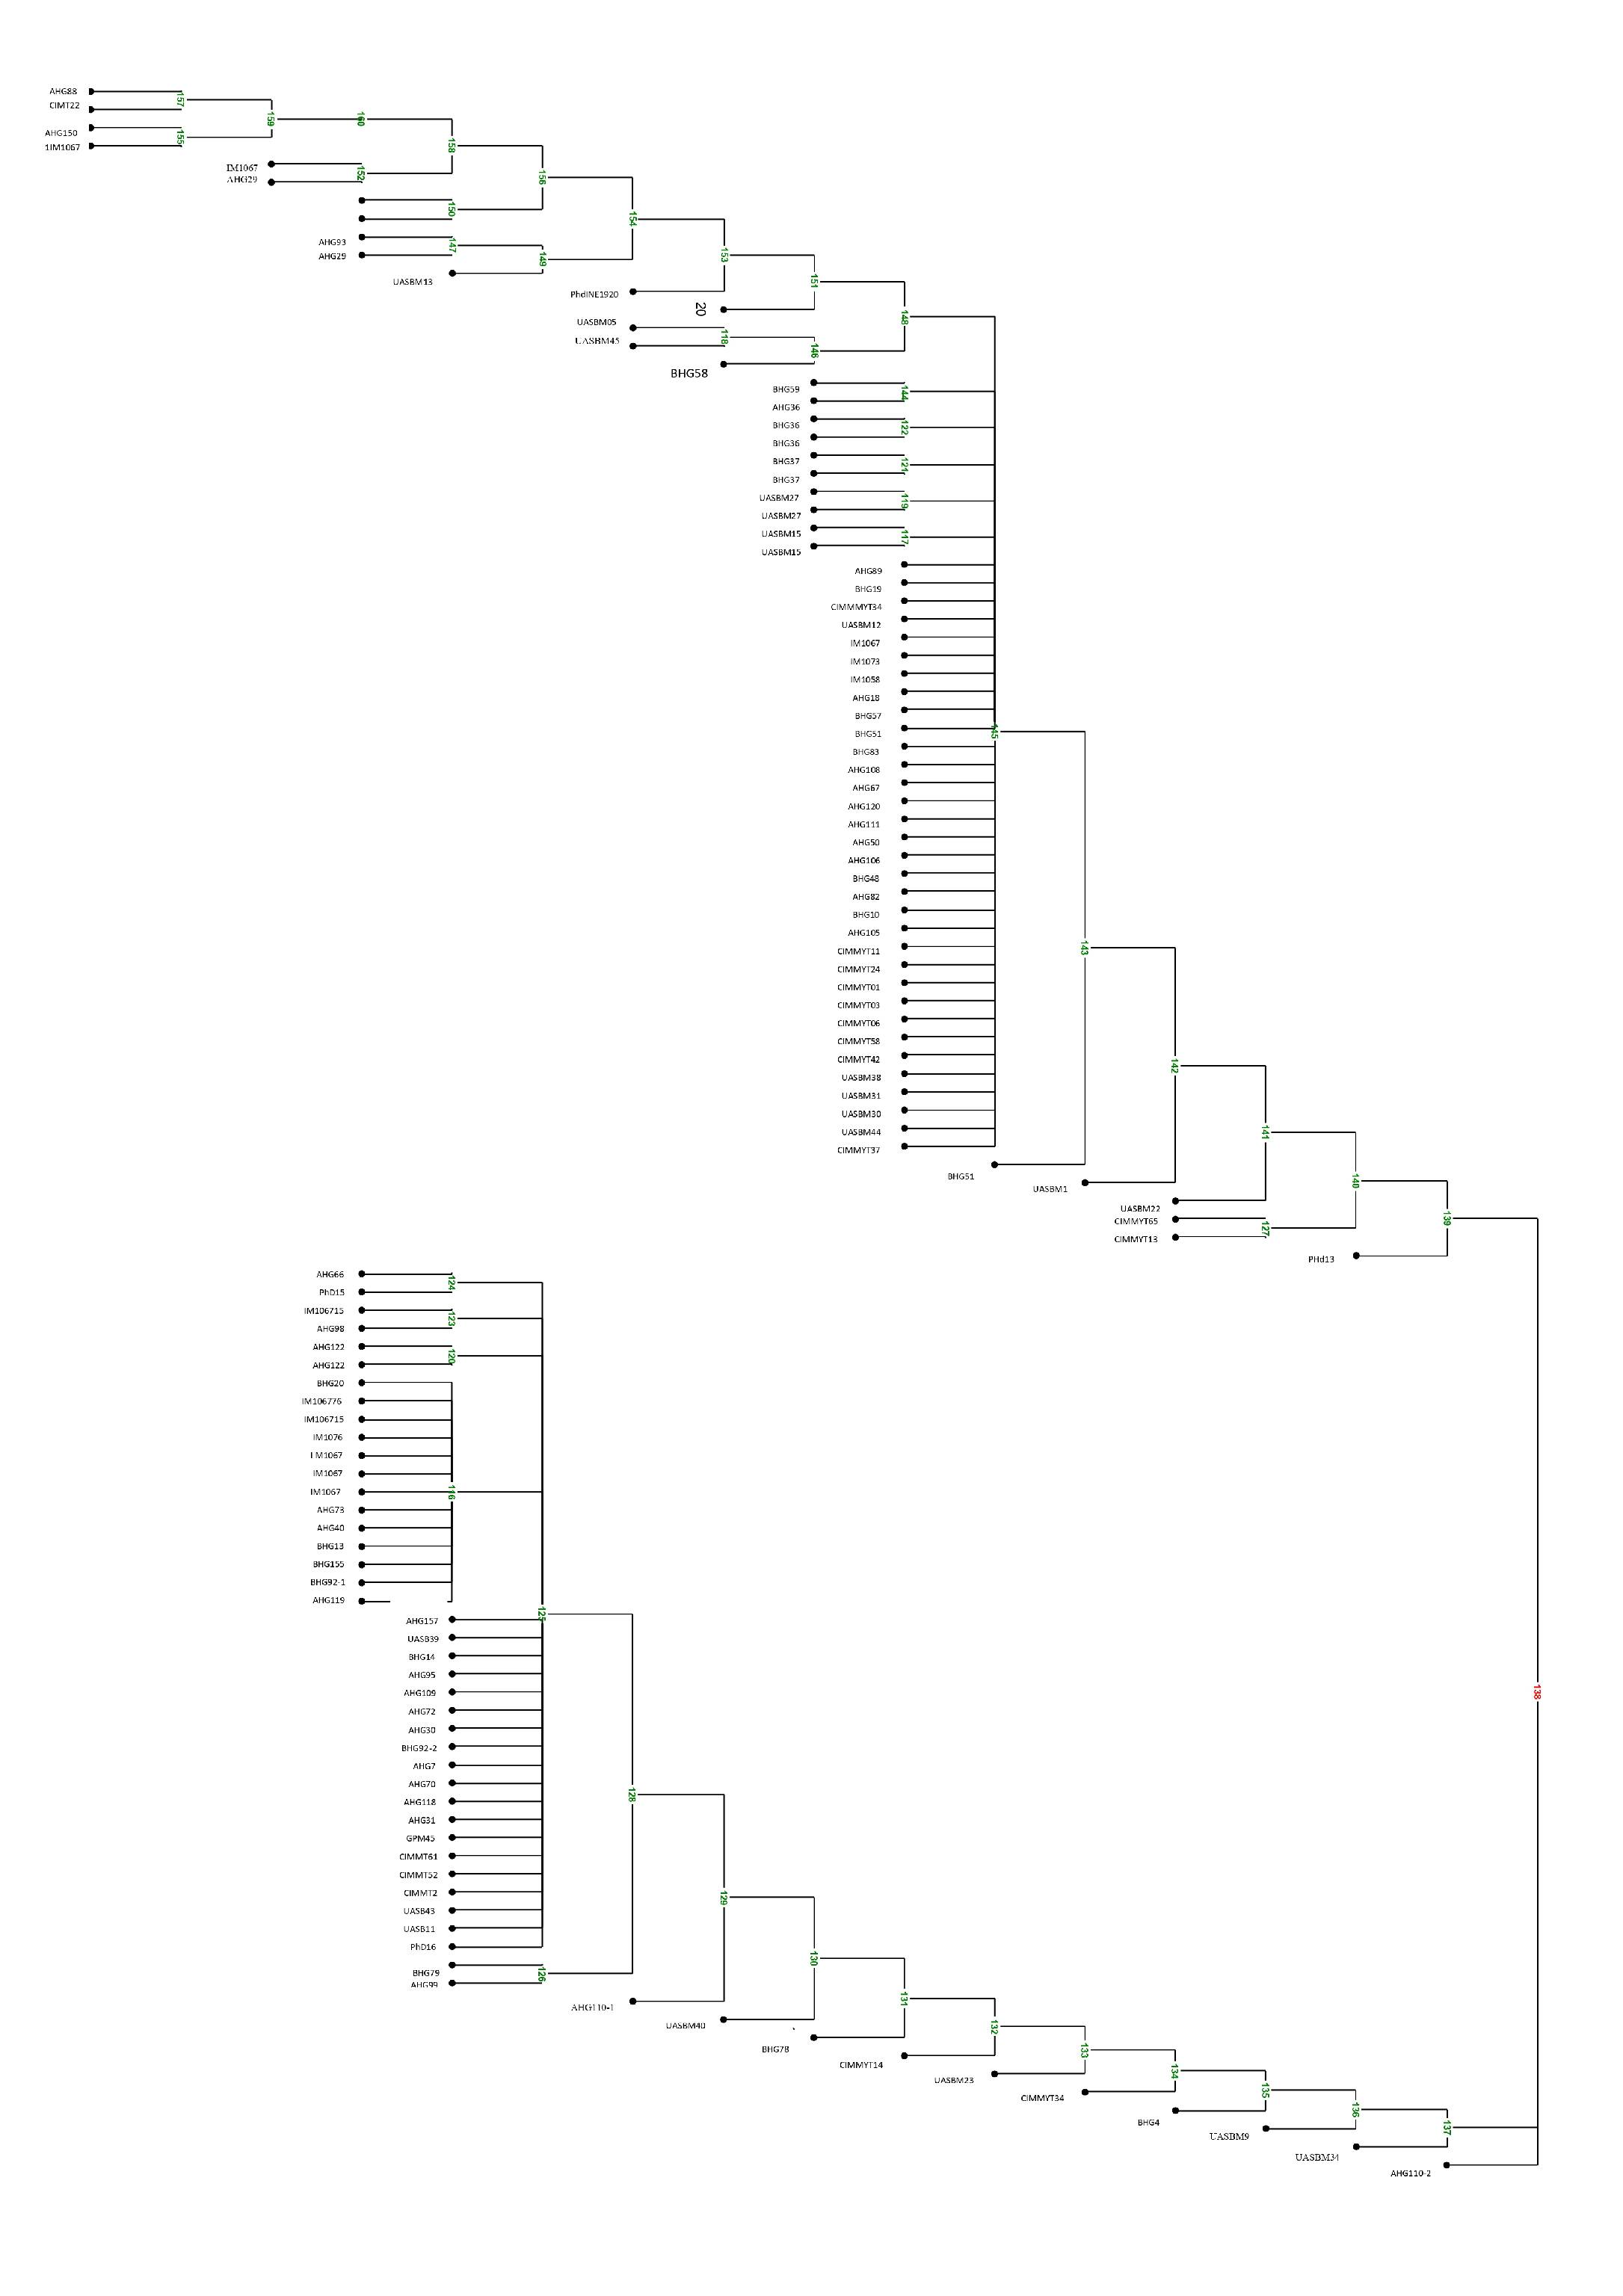 AHG88
157
CIMT22
159
160
AHG150
155
158
1IM1067
IM1067
152
156
AHG29
150
154
AHG93
147
149
153
AHG29
UASBM13
151
PhdINE1920
20
148
UASBM05
118
UASBM45
146
BHG58
BHG59
144
AHG36
BHG36
122
BHG36
BHG37
121
BHG37
UASBM27
119
UASBM27
UASBM15
117
UASBM15
AHG89
BHG19
CIMMMYT34
UASBM12
IM1067
IM1073
IM1058
AHG18
BHG57
BHG51
145
BHG83
AHG108
AHG67
AHG120
AHG111
AHG50
AHG106
BHG48
AHG82
BHG10
AHG105
143
CIMMYT11
CIMMYT24
CIMMYT01
CIMMYT03
CIMMYT06
CIMMYT58
CIMMYT42
142
UASBM38
UASBM31
UASBM30
UASBM44
141
CIMMYT37
BHG51
140
UASBM1
UASBM22
CIMMYT65
139
127
CIMMYT13
PHd13
AHG66
124
PhD15
IM106715
123
AHG98
AHG122
120
AHG122
BHG20
IM106776
IM106715
IM1076
I M1067
IM1067
IM1067
116
AHG73
AHG40
BHG13
BHG155
BHG92-1
AHG119
125
AHG157
UASB39
BHG14
AHG95
AHG109
138
AHG72
AHG30
BHG92-2
AHG7
AHG70
128
AHG118
AHG31
GPM45
CIMMT61
CIMMT52
CIMMT2
129
UASB43
UASB11
PhD16
130
BHG79
126
AHG99
131
AHG110-1
UASBM40
132
BHG78
133
CIMMYT14
134
UASBM23
135
CIMMYT34
136
BHG4
137
UASBM9
UASBM34
AHG110-2